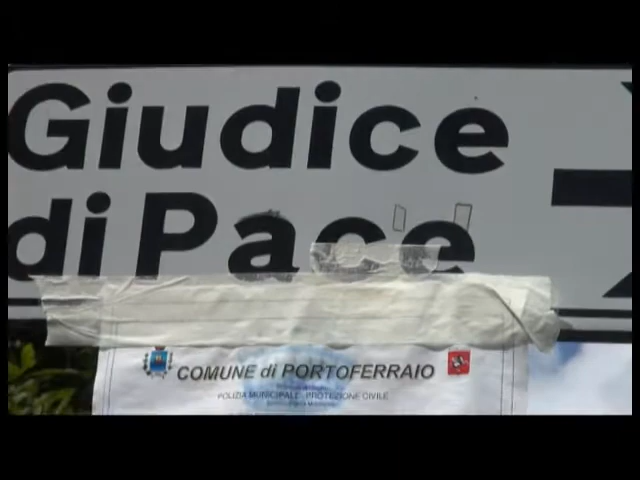 Giudice
di Pace
COMUNE di PORTOFERRAIO
POLIZIA MUNICIPALE - PROTEZIONE CIVILE